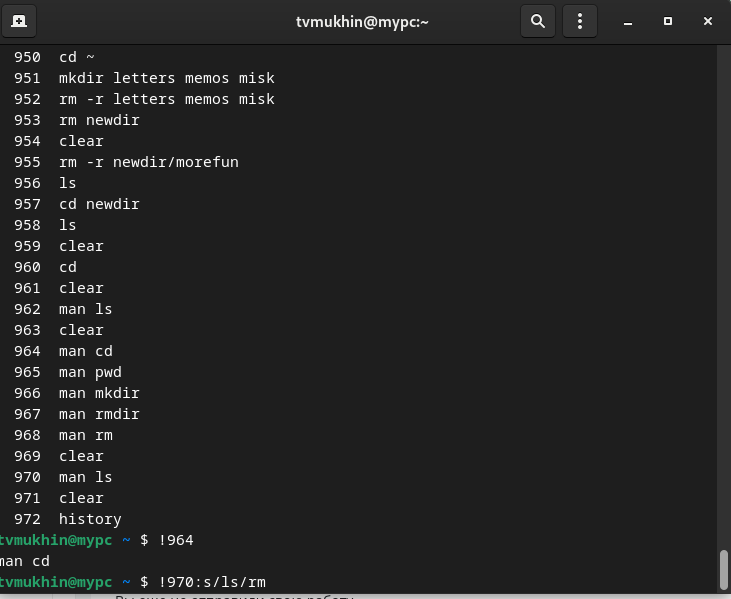 tvmukhin@mypc:~
950 cd ~
951 mkdir letters memos misk
952 rm -r letters memos misk
953 rm newdir
954 clear
955 rm -r newdir/morefun
956 ls
957 cd newdir
958 ls
959 clear
960 cd
961 clear
962 man ls
963 clear
964 man cd
965 man pwd
966 man mkdir
967 man rmdir
968 man rm
969 clear
970 man ls
971 clear
972 history
tvmukhin@mypc ~ $ !964
man cd
tvmukhin@mypc ~ $ !970:s/ls/rm